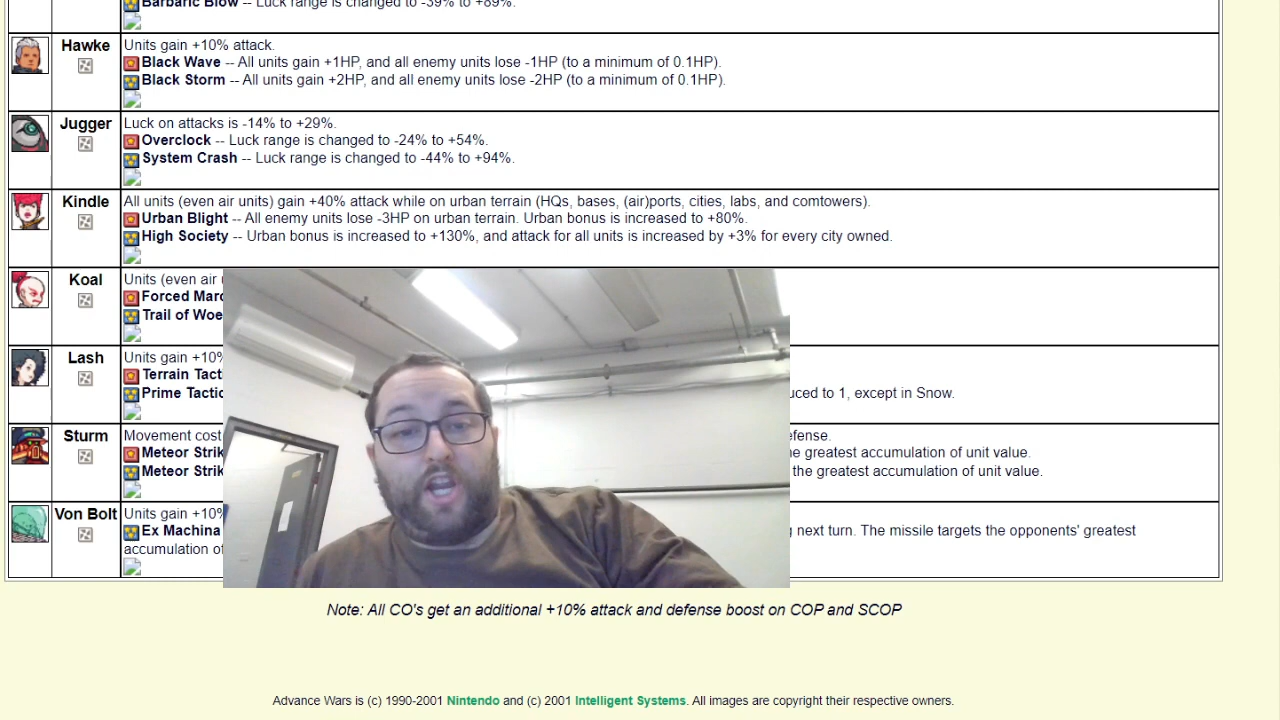 Barbaric Blow -- Luck range is changed to -39% to +89%.
Hawke
Units gain +10% attack.
Black Wave -- All units gain +1HP, and all enemy units lose -1HP (to a minimum of 0.1HP).
Black Storm -- All units gain +2HP, and all enemy units lose -2HP (to a minimum of 0.1HP).
Jugger
Luck on attacks is -14% to +29%.
Overclock -- Luck range is changed to -24% to +54%.
System Crash -- Luck range is changed to -44% to +94%.
Kindle
All units (even air units) gain +40% attack while on urban terrain (HQs, bases, (air)ports, cities, labs, and comtowers).
Urban Blight -- All enemy units lose -3HP on urban terrain. Urban bonus is increased to +80%.
High Society -- Urban bonus is increased to +130%, and attack for all units is increased by +3% for every city owned.
Koal
Units (even air
Forced
Trail of Woe
Lash
Units gain +10%
Terrain
Prime
to 1, except in Snow.
Sturm
Movement cost
Meteor
greatest accumulation of unit value.
Meteor
the greatest accumulation of unit value.
Von Bolt
Units gain +10%
Ex Machina
next turn. The missile targets the opponents' greatest
accumulation of
Note: All CO's get an additional +10% attack and defense boost on COP and SCOP
Advance Wars is (c) 1990-2001 Nintendo and (c) 2001 Intelligent Systems. All images are copyright their respective owners.